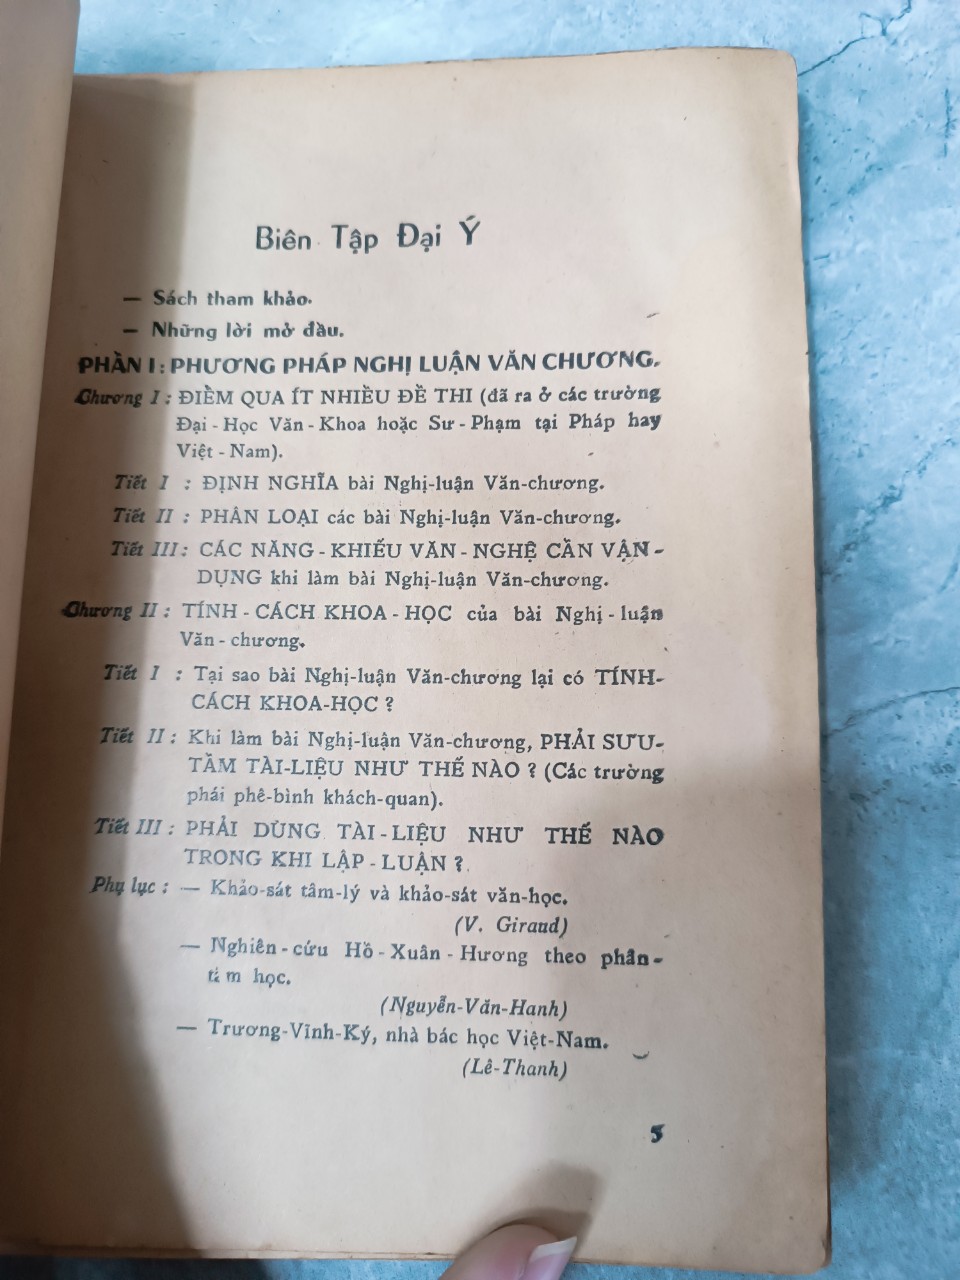 Biên Tập Đại Ý
— Sách tham khảo.
— Những lời mở đầu.
PHẦN I : PHƯƠNG PHÁP NGHỊ LUẬN VĂN CHƯƠNG.
Chương I : ĐIỂM QUA ÍT NHIỀU ĐỀ THI (đã ra ở các trường
Đại - Học Văn - Khoa hoặc Sư - Phạm tại Pháp hay
Việt - Nam).
Tiết I : ĐỊNH NGHĨA bài Nghị-luận Văn-chương.
Tiết II : PHÂN LOẠI các bài Nghị-luận Văn-chương.
Tiết III : CÁC NĂNG - KHIẾU VĂN - NGHỆ CẦN VẬN -
DỤNG khi làm bài Nghị-luận Văn-chương.
Chương II : TÍNH - CÁCH KHOA - HỌC của bài Nghị - luận
Văn - chương.
Tiết I : Tại sao bài Nghị-luận Văn-chương lại có TÍNH-
CÁCH KHOA-HỌC ?
Tiết II : Khi làm bài Nghị-luận Văn-chương, PHẢI SƯU-
TẦM TÀI-LIỆU NHƯ THẾ NÀO ? (Các trường
phái phê-bình khách-quan).
Tiết III : PHẢI DÙNG TÀI - LIỆU NHƯ THẾ NÀO
TRONG KHI LẬP - LUẬN ?
Phụ lục : — Khảo-sát tâm-lý và khảo-sát văn-học.
(V. Giraud)
— Nghiên - cứu Hồ - Xuân - Hương theo phân -
tâm học.
(Nguyễn-Văn-Hanh)
— Trương-Vĩnh-Ký, nhà bác học Việt-Nam.
(Lê-Thanh)
5